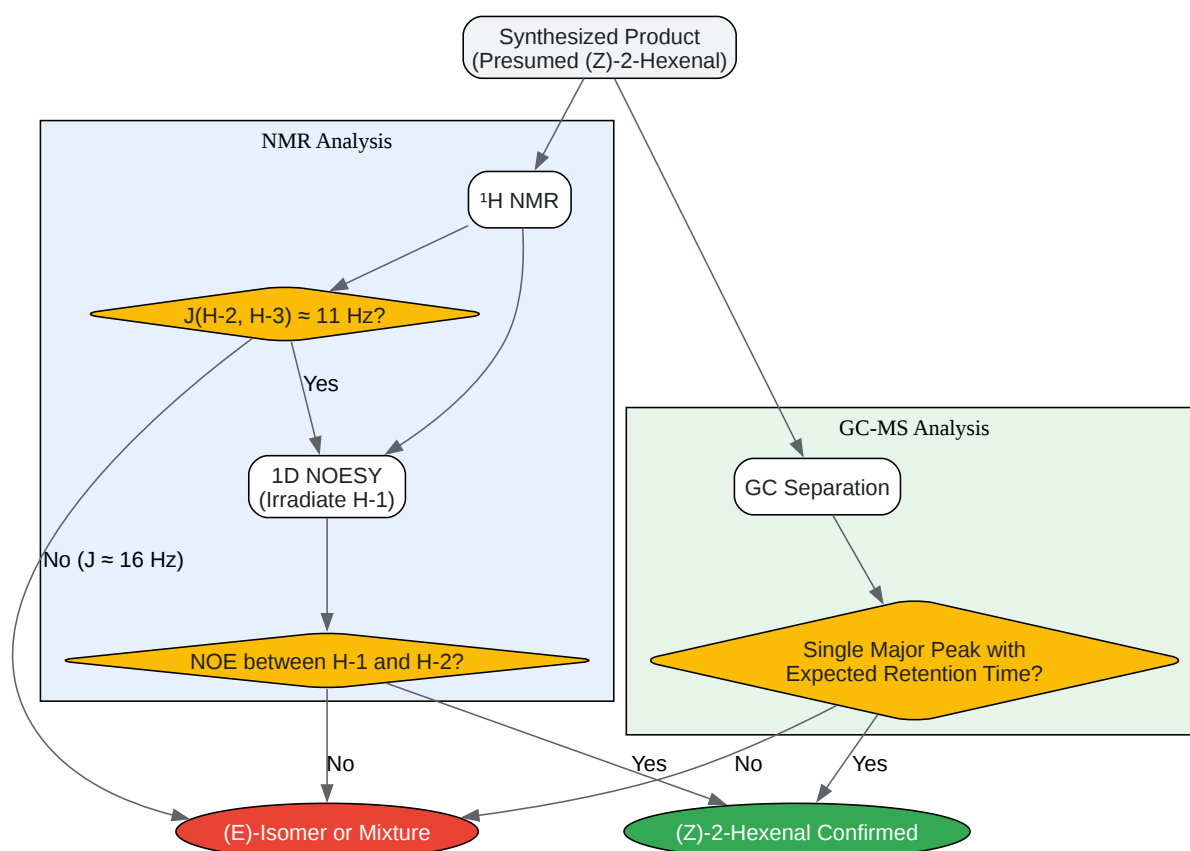 Synthesized Product
(Presumed (Z)-2-Hexenal)
NMR Analysis
¹H NMR
J(H-2, H-3) ≈ 11 Hz?
Yes
GC-MS Analysis
1D NOESY
(Irradiate H-1)
GC Separation
No (J ≈ 16 Hz)
NOE between H-1 and H-2?
Single Major Peak with
Expected Retention Time?
No
Yes
No
Yes
(E)-Isomer or Mixture
(Z)-2-Hexenal Confirmed